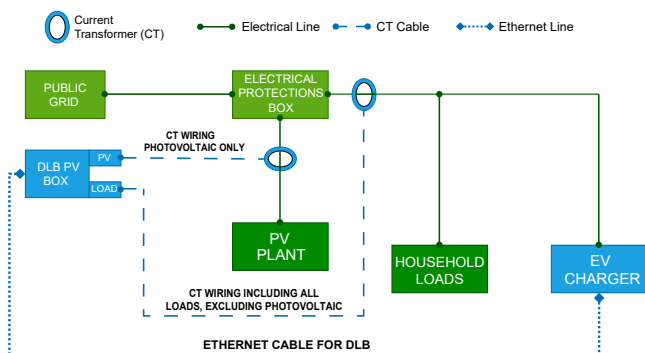 Current
Transformer (CT)
Electrical Line
CT Cable
Ethernet Line
PUBLIC
GRID
ELECTRICAL
PROTECTIONS
BOX
CT WIRING
PHOTOVOLTAIC ONLY
DLB PV
BOX
PV
LOAD
PV
PLANT
HOUSEHOLD
LOADS
EV
CHARGER
CT WIRING INCLUDING ALL
LOADS, EXCLUDING PHOTOVOLTAIC
ETHERNET CABLE FOR DLB